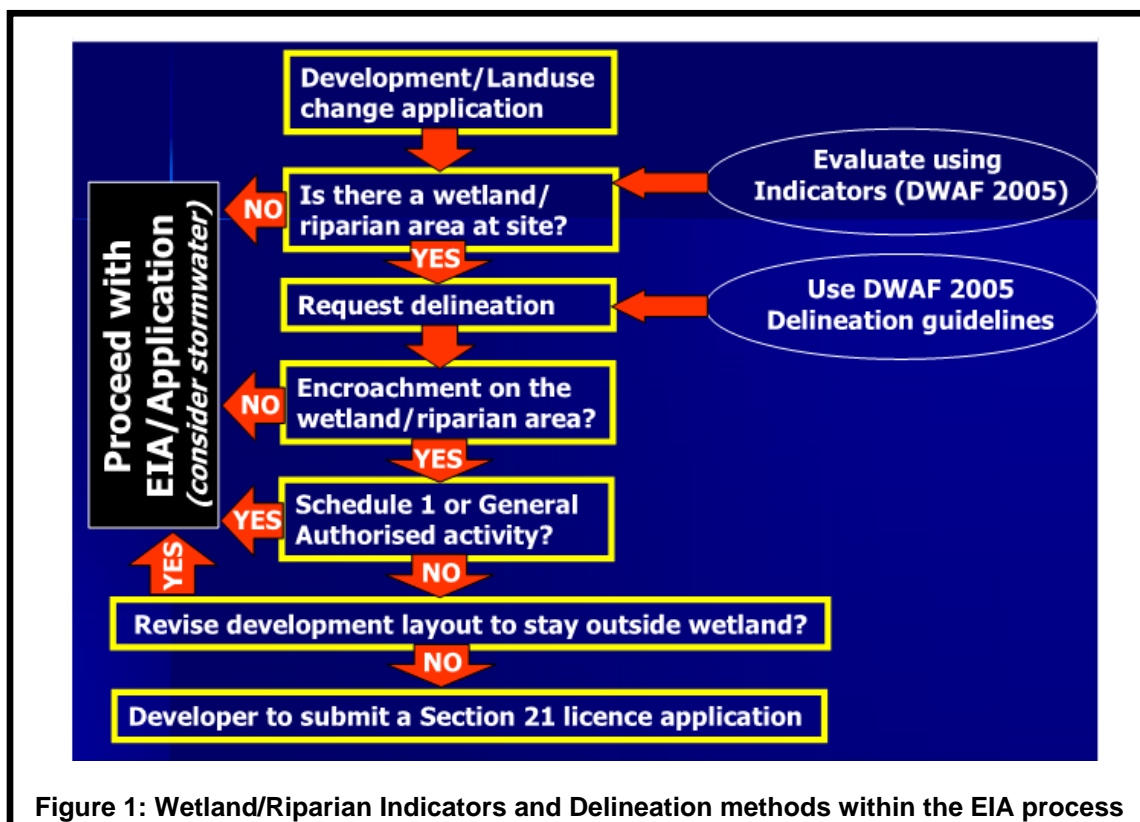 Development/Landuse
change application
Evaluate using
Indicators (DWAF 2005)
NO
Is there a wetland/
riparian area at site?
YES
Request delineation
Use DWAF 2005
Delineation guidelines
Proceed with
EIA/Application
(consider stormwater)
NO
Encroachment on the
wetland/riparian area?
YES
YES
Schedule 1 or General
Authorised activity?
YES
NO
Revise development layout to stay outside wetland?
NO
Developer to submit a Section 21 licence application
Figure 1: Wetland/Riparian Indicators and Delineation methods within the EIA process